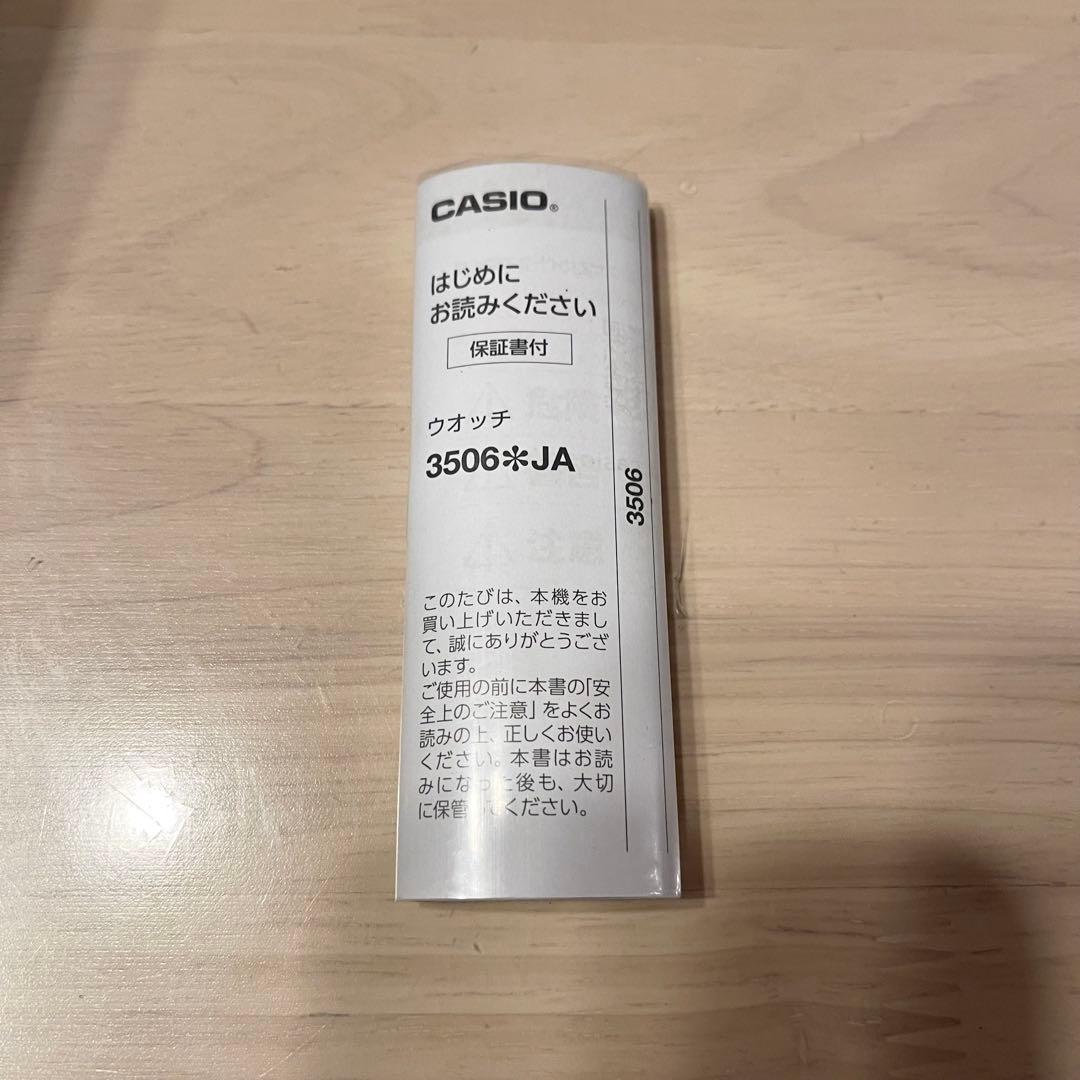 CASIO®
はじめに
お読みください
保証書付
ウオッチ
3506✻JA
3506
このたびは、本機をお
買い上げいただきまし
て、誠にありがとうござ
います。
ご使用の前に本書の「安
全上のご注意」をよくお
読みの上、正しくお使い
ください。本書はお読
みになった後も、大切
に保管してください。